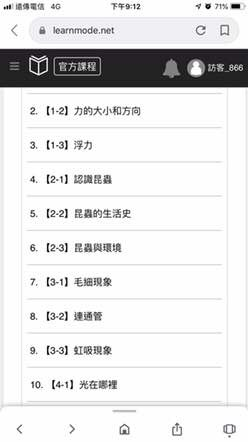 遠傳電信 4G 下午9:12 71%
learnmode.net
官方課程 訪客_866
2. 【1-2】力的大小和方向
3. 【1-3】浮力
4. 【2-1】認識昆蟲
5. 【2-2】昆蟲的生活史
6. 【2-3】昆蟲與環境
7. 【3-1】毛細現象
8. 【3-2】連通管
9. 【3-3】虹吸現象
10. 【4-1】光在哪裡